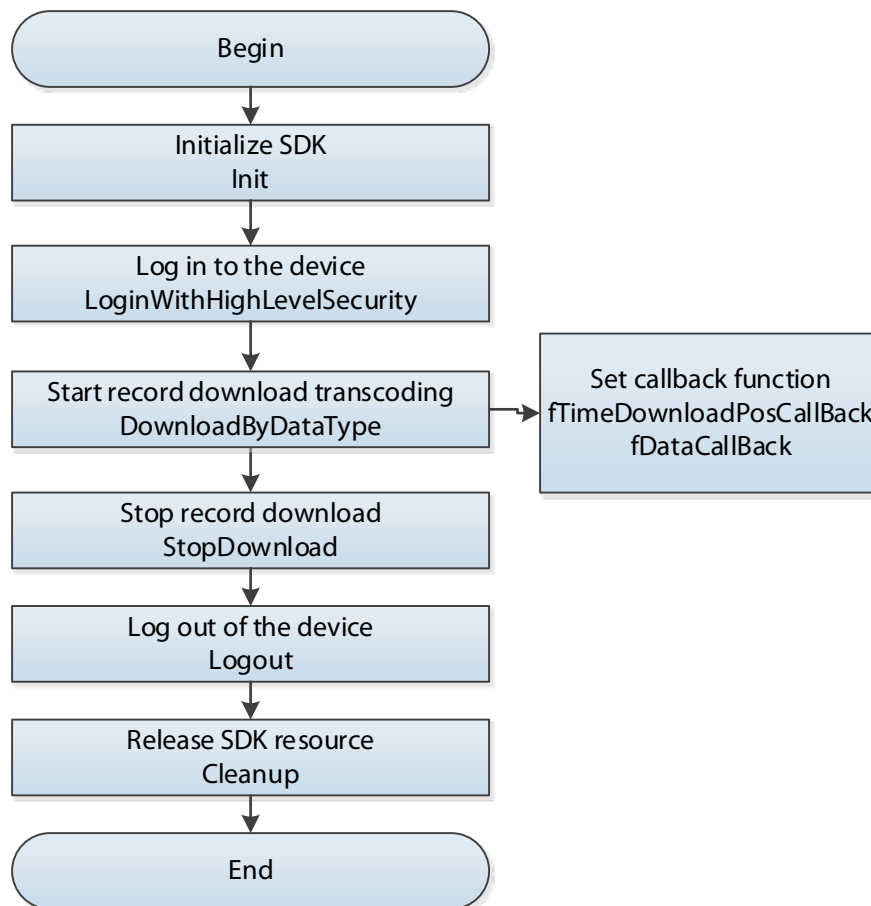 Begin
Initialize SDK
Init
Log in to the device
LoginWithHighLevelSecurity
Start record download transcoding
DownloadByDataType
Set callback function
fTimeDownloadPosCallBack
fDataCallBack
Stop record download
StopDownload
Log out of the device
Logout
Release SDK resource
Cleanup
End